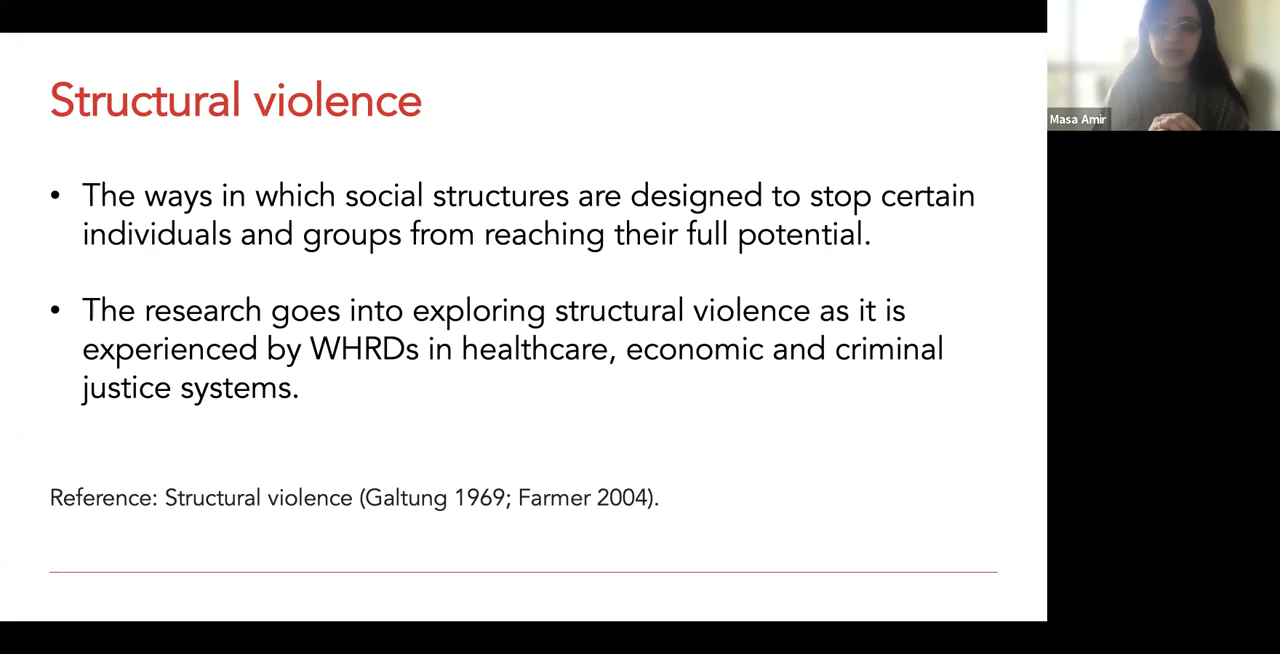 Structural violence
• The ways in which social structures are designed to stop certain
individuals and groups from reaching their full potential.
• The research goes into exploring structural violence as it is
experienced by WHRDs in healthcare, economic and criminal
justice systems.
Reference: Structural violence (Galtung 1969; Farmer 2004).
Masa Amir